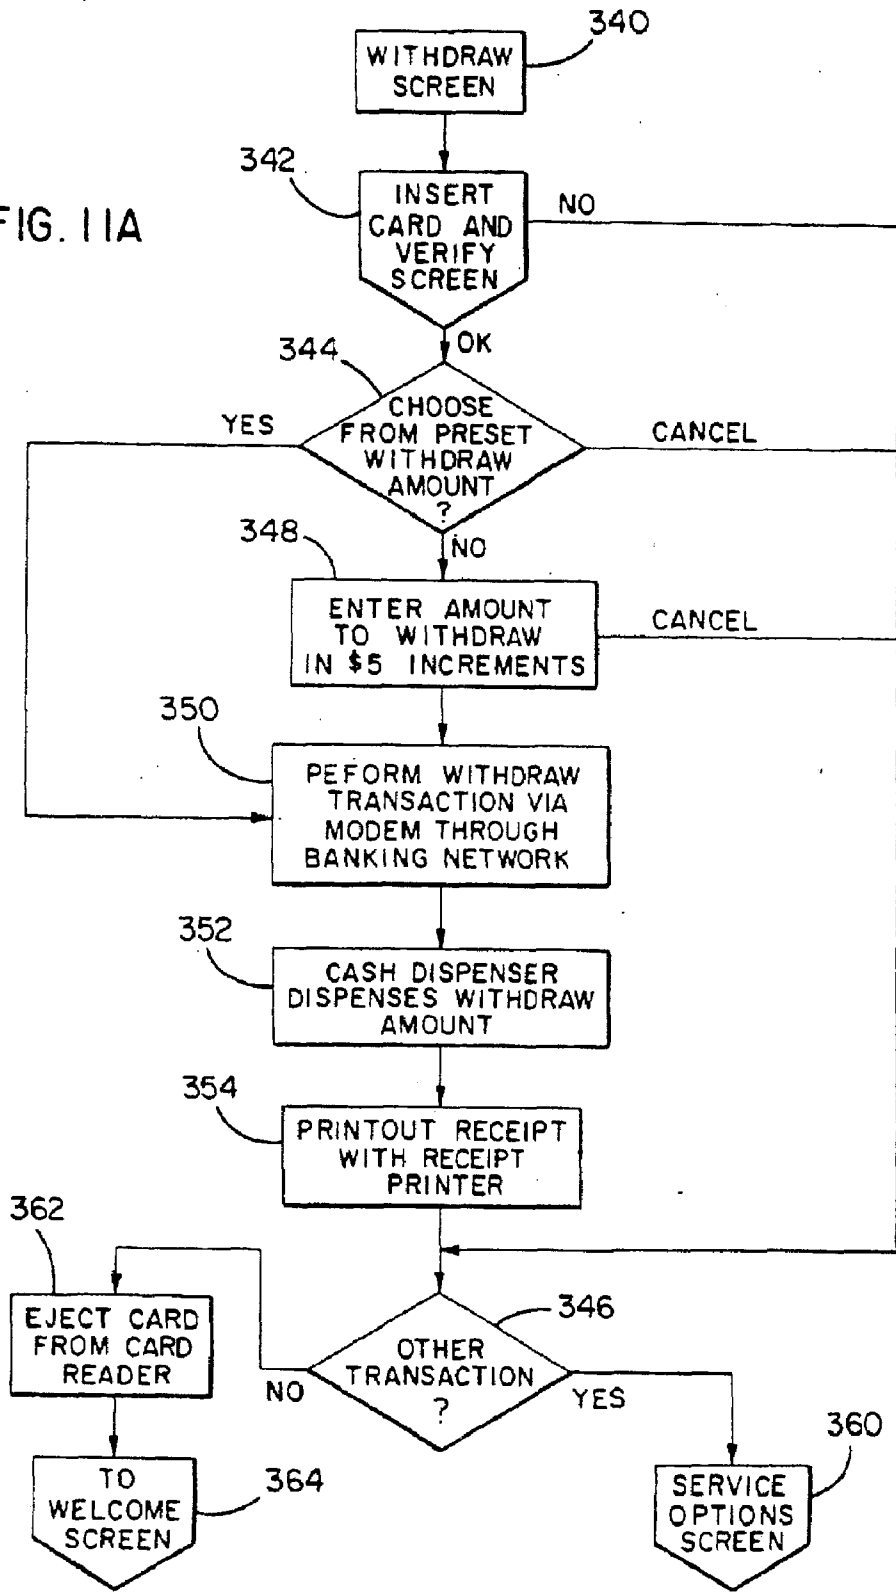 340
WITHDRAW
SCREEN
342
FIG. 11A
INSERT
CARD AND
VERIFY
SCREEN
NO
OK
344
CHOOSE
FROM PRESET
WITHDRAW
AMOUNT
?
YES
CANCEL
NO
348
ENTER AMOUNT
TO WITHDRAW
IN $5 INCREMENTS
CANCEL
350
PEFORM WITHDRAW
TRANSACTION VIA
MODEM THROUGH
BANKING NETWORK
352
CASH DISPENSER
DISPENSES WITHDRAW
AMOUNT
354
PRINTOUT RECEIPT
WITH RECEIPT
PRINTER
362
EJECT CARD
FROM CARD
READER
346
OTHER
TRANSACTION
?
NO
YES
360
TO
WELCOME
SCREEN
364
SERVICE
OPTIONS
SCREEN